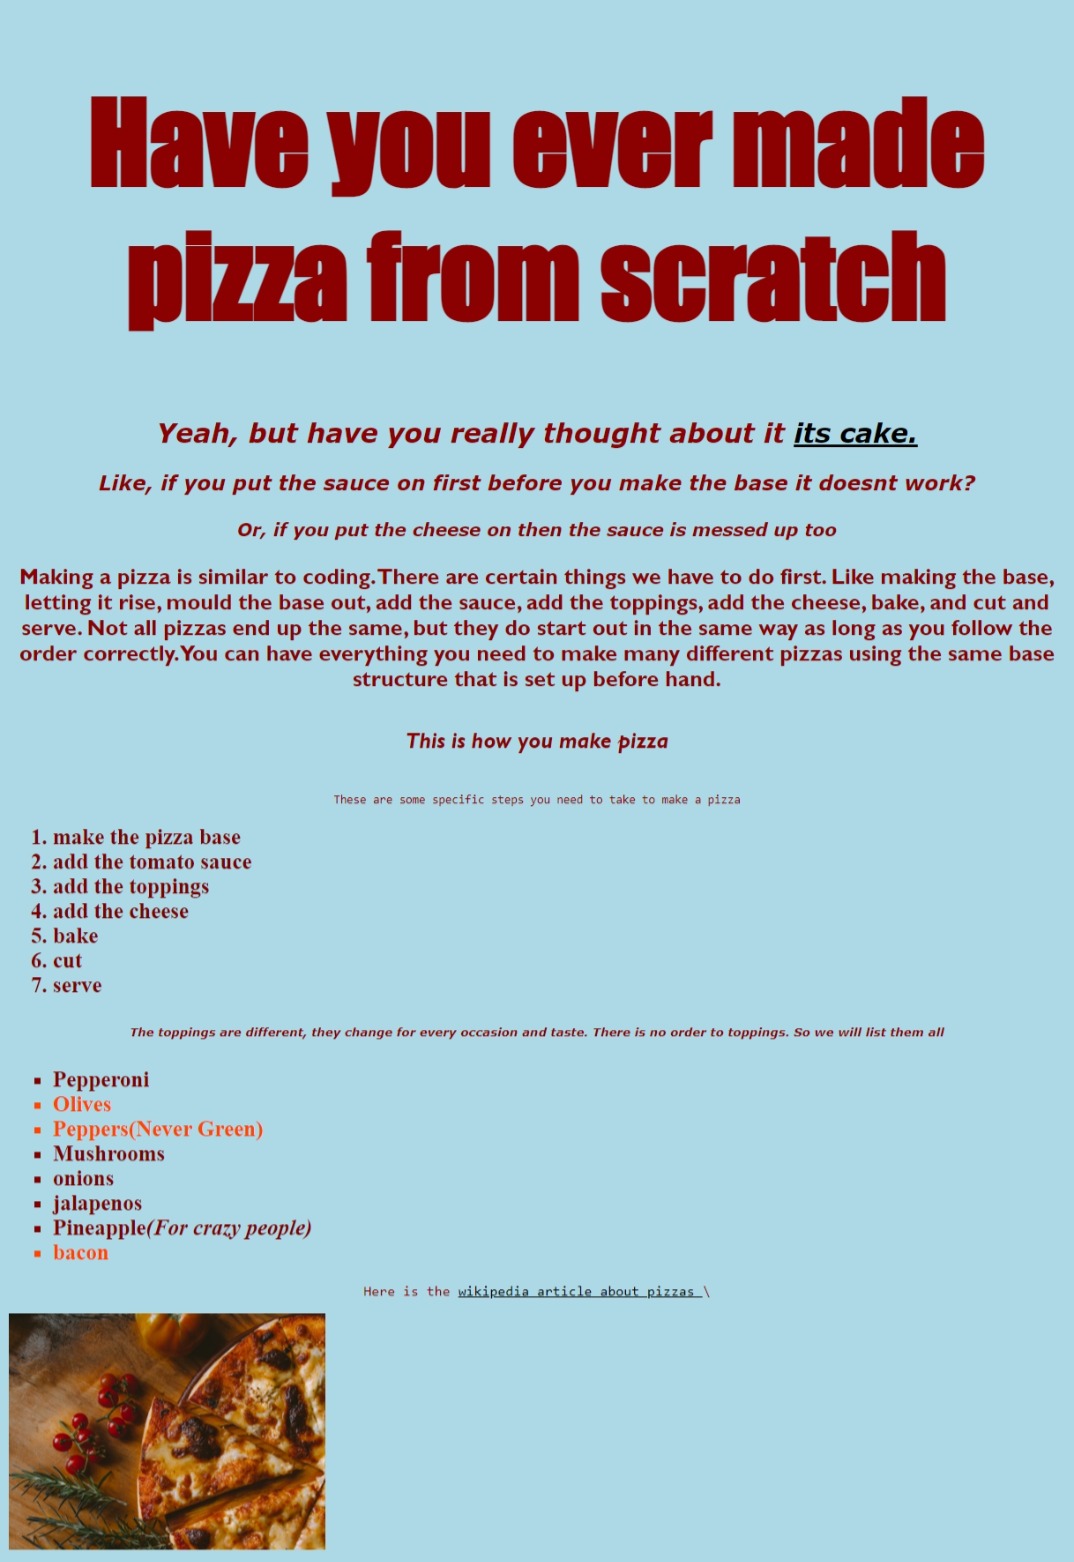 Have you ever made
pizza from scratch
Yeah, but have you really thought about it its cake.
Like, if you put the sauce on first before you make the base it doesnt work?
Or, if you put the cheese on then the sauce is messed up too
Making a pizza is similar to coding. There are certain things we have to do first. Like making the base,
letting it rise, mould the base out, add the sauce, add the toppings, add the cheese, bake, and cut and
serve. Not all pizzas end up the same, but they do start out in the same way as long as you follow the
order correctly. You can have everything you need to make many different pizzas using the same base
structure that is set up before hand.
This is how you make pizza
These are some specific steps you need to take to make a pizza
1. make the pizza base
2. add the tomato sauce
3. add the toppings
4. add the cheese
5. bake
6. cut
7. serve
The toppings are different, they change for every occasion and taste. There is no order to toppings. So we will list them all
▪ Pepperoni
▪ Olives
▪ Peppers(Never Green)
▪ Mushrooms
▪ onions
▪ jalapenos
▪ Pineapple(For crazy people)
▪ bacon
Here is the wikipedia article about pizzas \